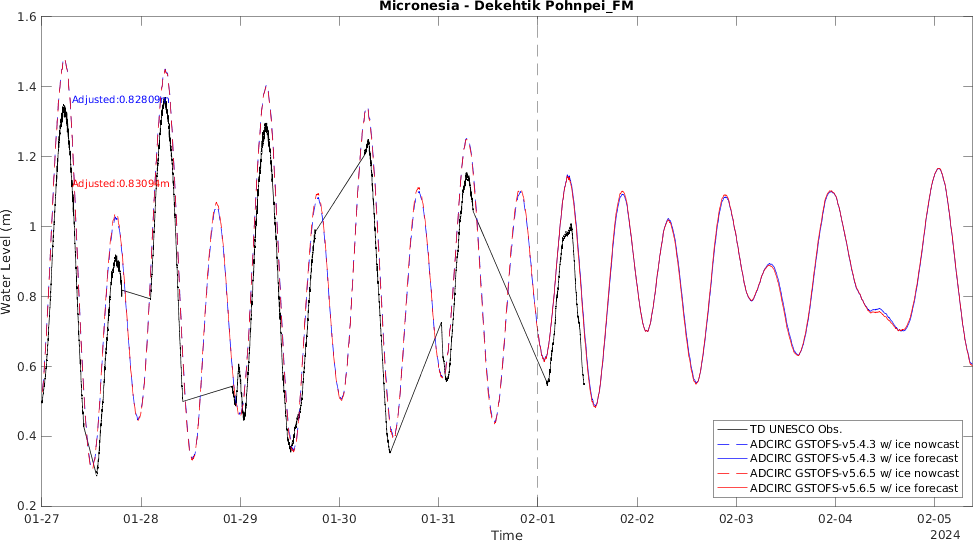 Micronesia - Dekehtik Pohnpei_FM
Water Level (m)
1.6
1.4
1.2
1
0.8
0.6
0.4
0.2
Adjusted:0.82809m
Adjusted:0.83094m
TD UNESCO Obs.
ADCIRC GSTOFS-v5.4.3 w/ ice nowcast
ADCIRC GSTOFS-v5.4.3 w/ ice forecast
ADCIRC GSTOFS-v5.6.5 w/ ice nowcast
ADCIRC GSTOFS-v5.6.5 w/ ice forecast
01-27 01-28 01-29 01-30 01-31 02-01 02-02 02-03 02-04 02-05
2024
Time